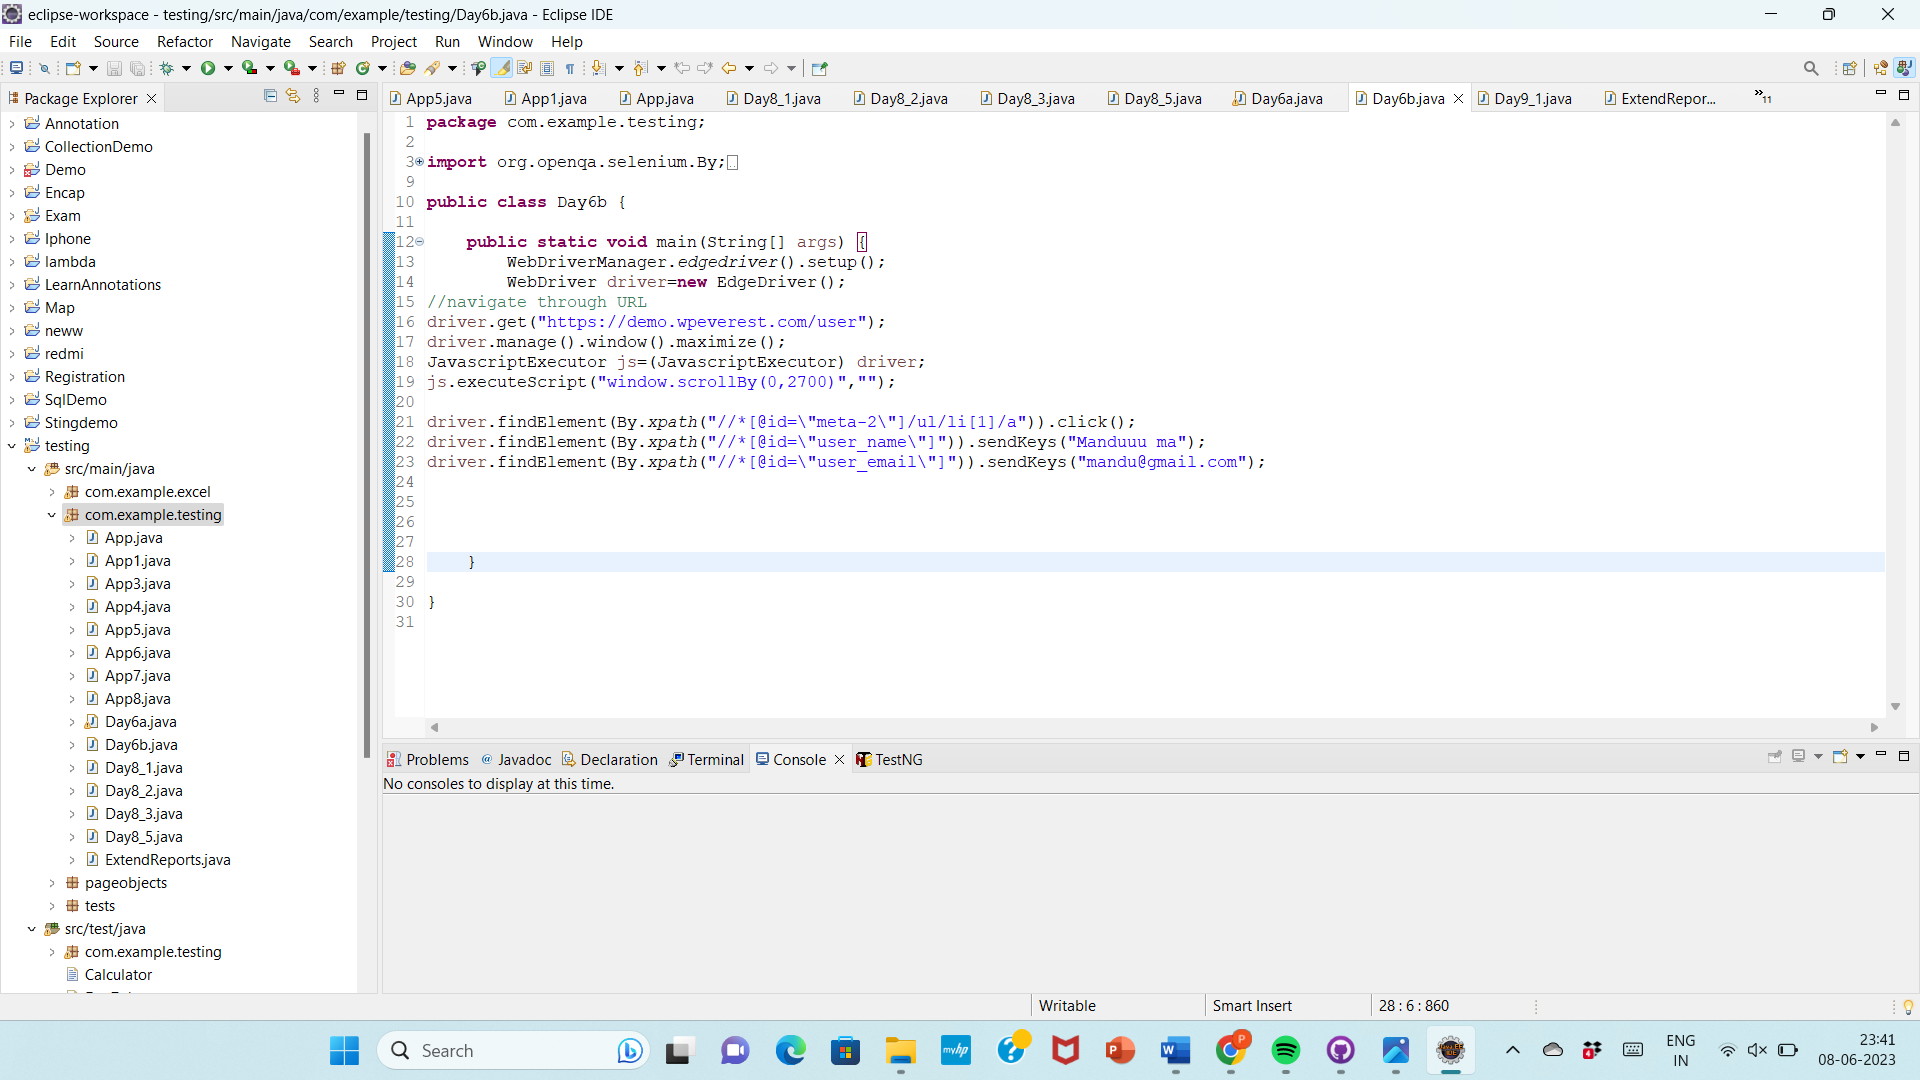 eclipse-workspace - testing/src/main/java/com/example/testing/Day6b.java - Eclipse IDE
File Edit Source Refactor Navigate Search Project Run Window Help
Package Explorer
App5.java App1.java App.java Day8_1.java Day8_2.java Day8_3.java Day8_5.java Day6a.java Day6b.java Day9_1.java ExtendRepor... »11
Annotation
CollectionDemo
Demo
Encap
Exam
Iphone
lambda
LearnAnnotations
Map
neww
redmi
Registration
SqlDemo
Stingdemo
testing
src/main/java
com.example.excel
com.example.testing
App.java
App1.java
App3.java
App4.java
App5.java
App6.java
App7.java
App8.java
Day6a.java
Day6b.java
Day8_1.java
Day8_2.java
Day8_3.java
Day8_5.java
ExtendReports.java
pageobjects
tests
src/test/java
com.example.testing
Calculator
1 package com.example.testing;
2
3 import org.openqa.selenium.By;
9
10 public class Day6b {
11
12 public static void main(String[] args) {
13 WebDriverManager.edgedriver().setup();
14 WebDriver driver=new EdgeDriver();
15 //navigate through URL
16 driver.get("https://demo.wpeverest.com/user");
17 driver.manage().window().maximize();
18 JavascriptExecutor js=(JavascriptExecutor) driver;
19 js.executeScript("window.scrollBy(0,2700)","");
20
21 driver.findElement(By.xpath("//*[@id=\"meta-2\"]/ul/li[1]/a")).click();
22 driver.findElement(By.xpath("//*[@id=\"user_name\"]")).sendKeys("Manduuu ma");
23 driver.findElement(By.xpath("//*[@id=\"user_email\"]")).sendKeys("mandu@gmail.com");
24
25
26
27
28 }
29
30 }
31
Problems @ Javadoc Declaration Terminal Console TestNG
No consoles to display at this time.
Writable Smart Insert 28 : 6 : 860
Search
myhp
P
4
ENG
IN
23:41
08-06-2023